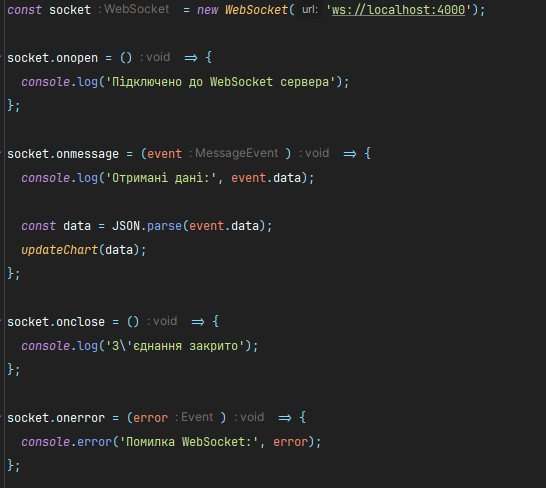 const socket : WebSocket = new WebSocket( url: 'ws://localhost:4000');
socket.onopen = () : void => {
console.log('Підключено до WebSocket сервера');
};
socket.onmessage = (event : MessageEvent ) : void => {
console.log('Отримані дані:', event.data);
const data = JSON.parse(event.data);
updateChart(data);
};
socket.onclose = () : void => {
console.log('З\'єднання закрито');
};
socket.onerror = (error : Event ) : void => {
console.error('Помилка WebSocket:', error);
};